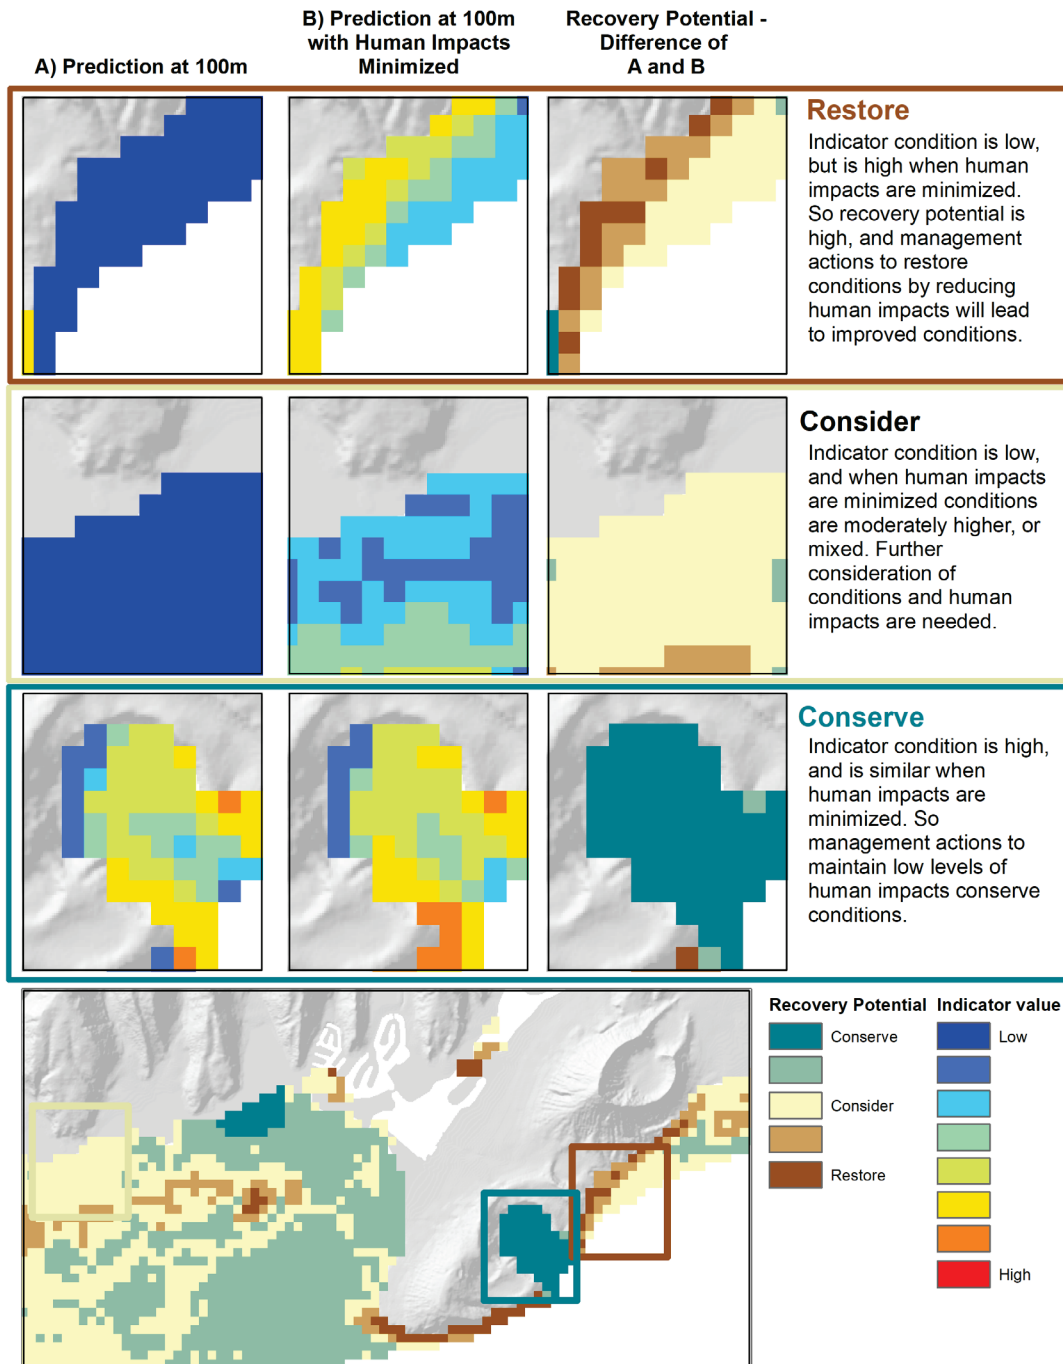 A) Prediction at 100m
B) Prediction at 100m
with Human Impacts
Minimized
Recovery Potential -
Difference of
A and B
Restore
Indicator condition is low,
but is high when human
impacts are minimized.
So recovery potential is
high, and management
actions to restore
conditions by reducing
human impacts will lead
to improved conditions.
Consider
Indicator condition is low,
and when human impacts
are minimized conditions
are moderately higher, or
mixed. Further
consideration of
conditions and human
impacts are needed.
Conserve
Indicator condition is high,
and is similar when
human impacts are
minimized. So
management actions to
maintain low levels of
human impacts conserve
conditions.
Recovery Potential
Conserve
Consider
Restore
Indicator value
Low
High